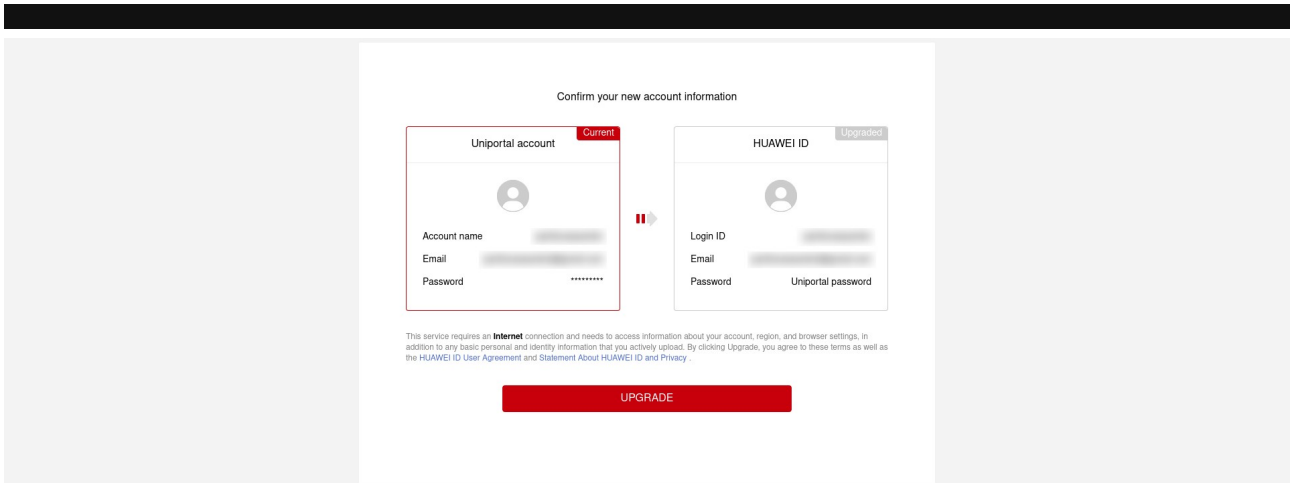 Confirm your new account information
Current
Uniportal account
Account name
Email
Password *********
Upgraded
HUAWEI ID
Login ID
Email
Password Uniportal password
This service requires an Internet connection and needs to access information about your account, region, and browser settings, in
addition to any basic personal and identity information that you actively upload. By clicking Upgrade, you agree to these terms as well as
the HUAWEI ID User Agreement and Statement About HUAWEI ID and Privacy .
UPGRADE